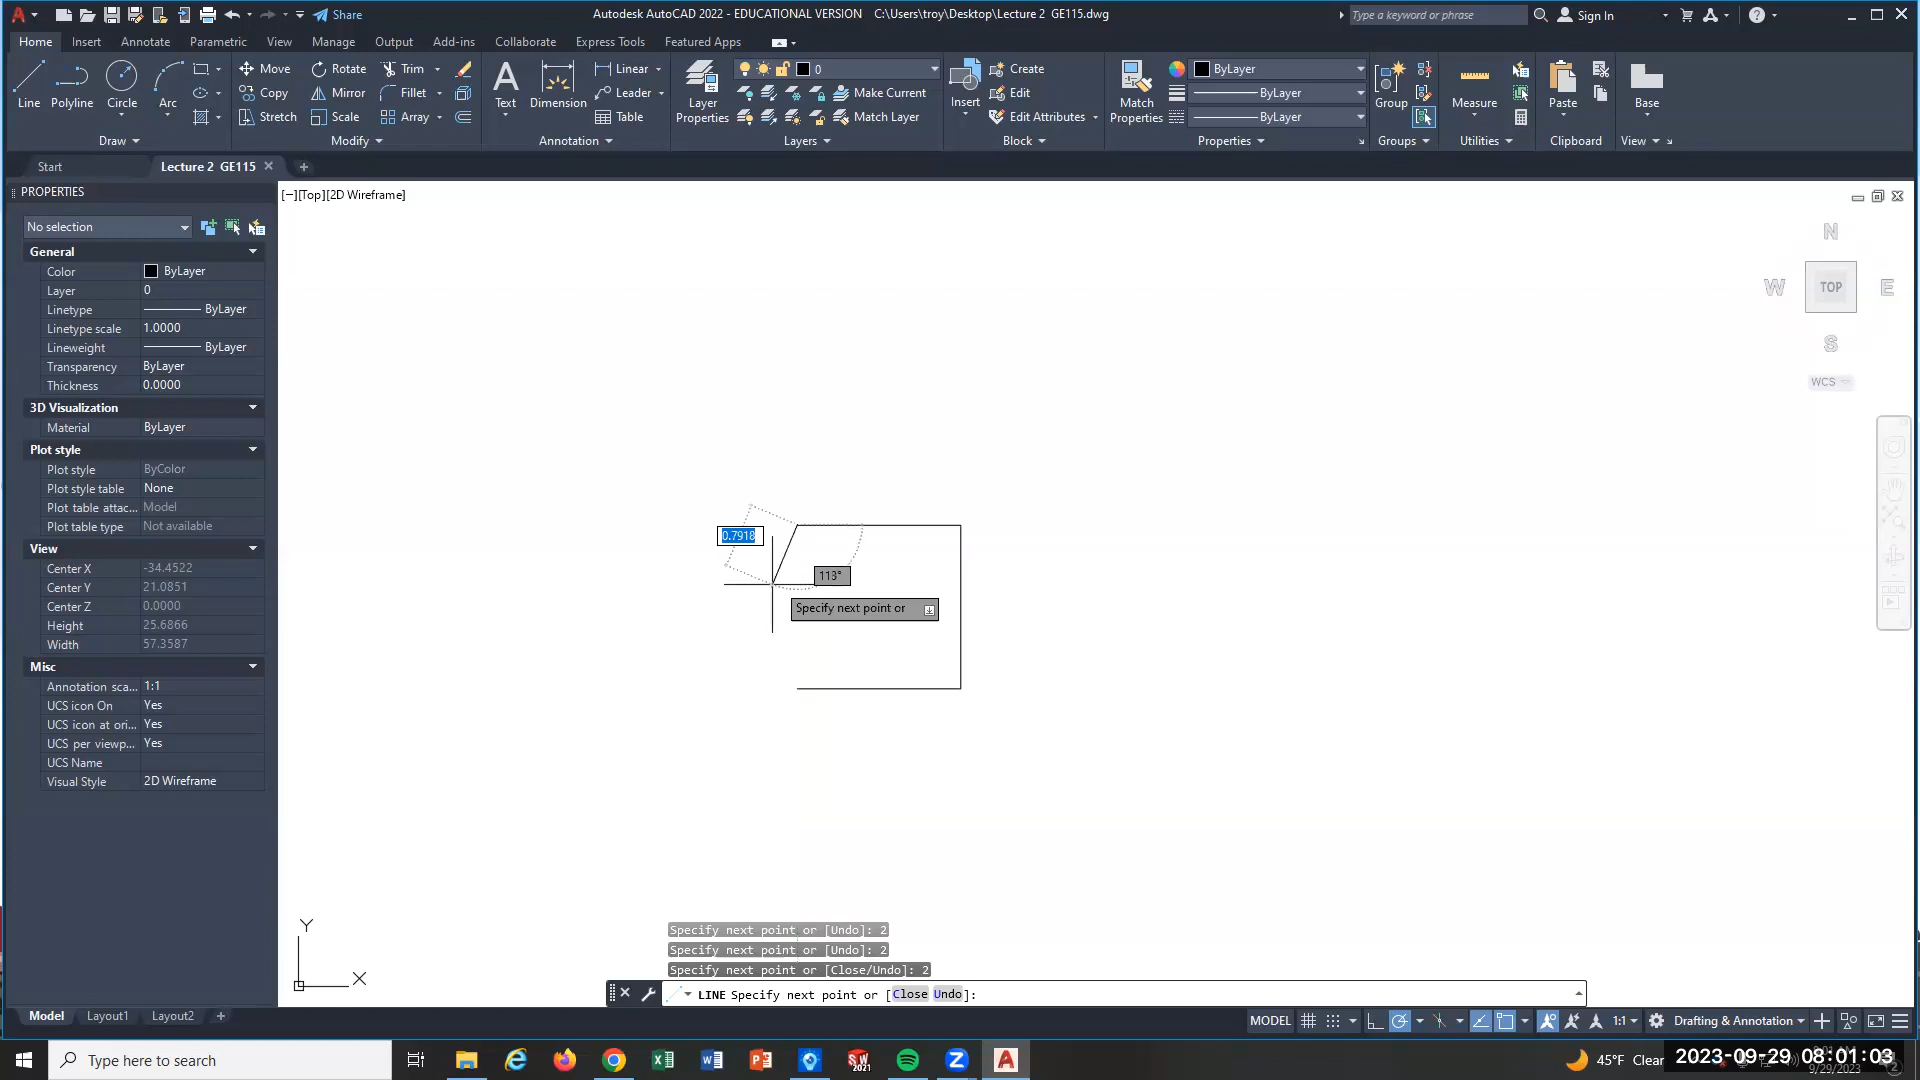 Share
Autodesk AutoCAD 2022 - EDUCATIONAL VERSION C:\Users\troy\Desktop\Lecture 2 GE115.dwg
Type a keyword or phrase
Sign In
Home Insert Annotate Parametric View Manage Output Add-ins Collaborate Express Tools Featured Apps
Line Polyline Circle Arc
Draw
Move Rotate Trim
Copy Mirror Fillet
Stretch Scale Array
Modify
Text Dimension
Linear
Leader
Table
Annotation
Layer Properties
0
Make Current
Match Layer
Layers
Insert
Create
Edit
Edit Attributes
Block
Match Properties
ByLayer
ByLayer
ByLayer
Properties
Group
Groups
Measure
Utilities
Paste
Clipboard
Base
View
Start Lecture 2 GE115
PROPERTIES
No selection
General
Color ByLayer
Layer 0
Linetype ByLayer
Linetype scale 1.0000
Lineweight ByLayer
Transparency ByLayer
Thickness 0.0000
3D Visualization
Material ByLayer
Plot style
Plot style ByColor
Plot style table None
Plot table attac... Model
Plot table type Not available
View
Center X -34.4522
Center Y 21.0851
Center Z 0.0000
Height 25.6866
Width 57.3587
Misc
Annotation sca... 1:1
UCS icon On Yes
UCS icon at ori... Yes
UCS per viewp... Yes
UCS Name
Visual Style 2D Wireframe
[−][Top][2D Wireframe]
N
W TOP E
S
WCS
0.7918
113°
Specify next point or
Y
X
Specify next point or [Undo]: 2
Specify next point or [Undo]: 2
Specify next point or [Close/Undo]: 2
LINE Specify next point or [Close Undo]:
Model Layout1 Layout2
MODEL 1:1 Drafting & Annotation
Type here to search
SW
2021
45°F Clear
2023-09-29 08:01:03
9/29/2023